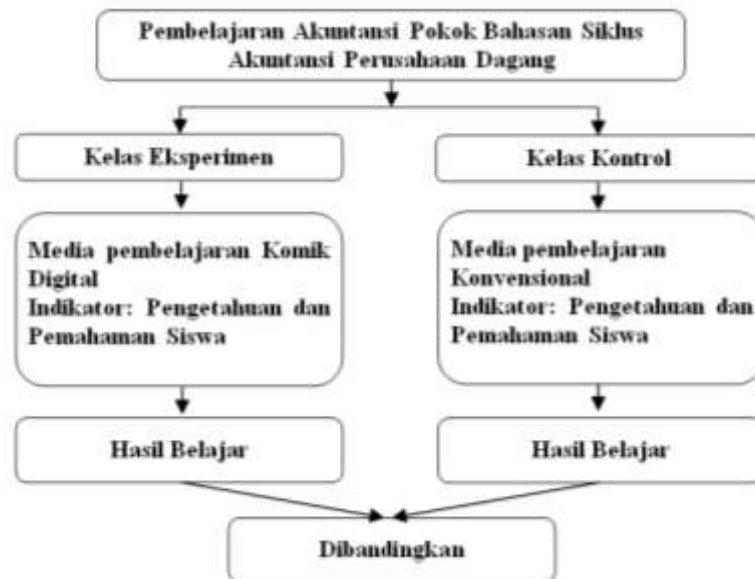 Pembelajaran Akuntansi Pokok Bahasan Siklus
Akuntansi Perusahaan Dagang
Kelas Eksperimen
Kelas Kontrol
Media pembelajaran Komik
Digital
Indikator: Pengetahuan dan
Pemahaman Siswa
Media pembelajaran
Konvensional
Indikator: Pengetahuan dan
Pemahaman Siswa
Hasil Belajar
Hasil Belajar
Dibandingkan